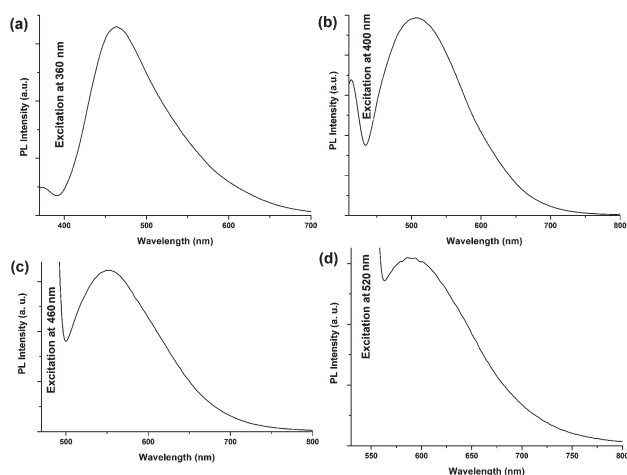 (a)
Excitation at 360 nm
PL Intensity (a.u.)
400 500 600 700
Wavelength (nm)
(b)
Excitation at 400 nm
PL Intensity (a.u.)
500 600 700 800
Wavelength (nm)
(c)
Excitation at 460 nm
PL Intensity (a. u.)
500 600 700 800
Wavelength (nm)
(d)
Excitation at 520 nm
PL Intensity (a. u.)
550 600 650 700 750 800
Wavelength (nm)